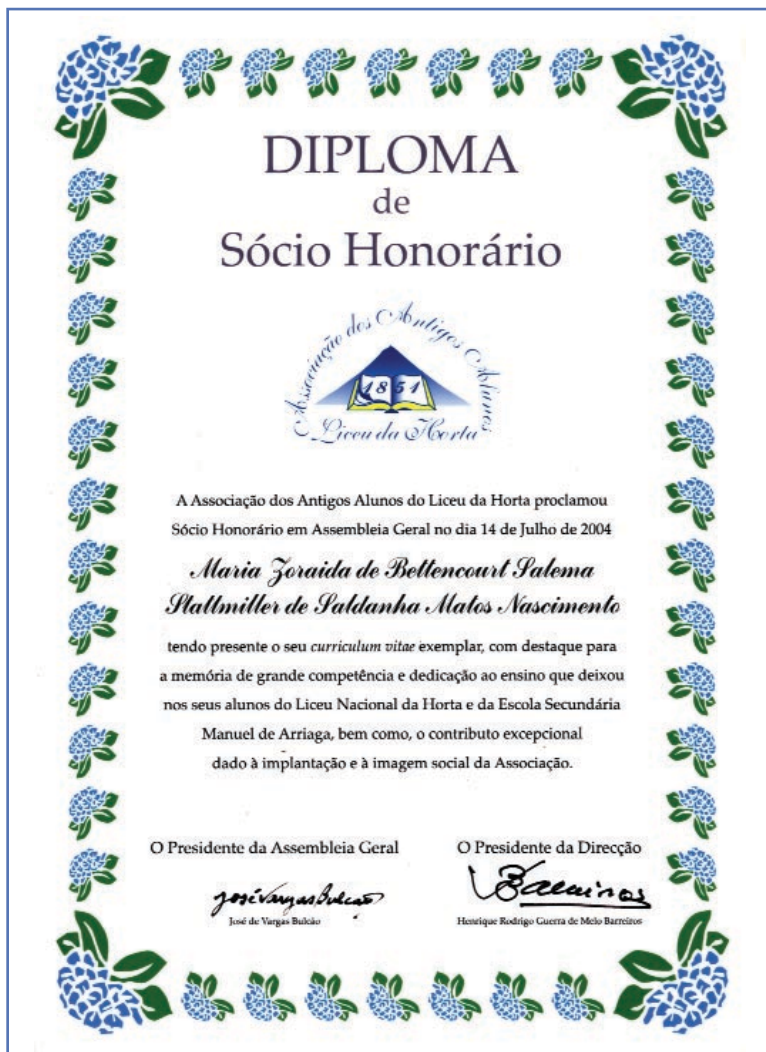 DIPLOMA
de
Sócio Honorário
Associação dos Antigos Alunos
1851
Liceu da Horta
A Associação dos Antigos Alunos do Liceu da Horta proclamou
Sócio Honorário em Assembleia Geral no dia 14 de Julho de 2004
Maria Zoraida de Bettencourt Salema
Stattmiller de Saldanha Matos Nascimento
tendo presente o seu curriculum vitae exemplar, com destaque para
a memória de grande competência e dedicação ao ensino que deixou
nos seus alunos do Liceu Nacional da Horta e da Escola Secundária
Manuel de Arriaga, bem como, o contributo excepcional
dado à implantação e à imagem social da Associação.
O Presidente da Assembleia Geral
O Presidente da Direcção
José Vargas Bulcão
Barreiros
José de Vargas Bulcão
Henrique Rodrigo Guerra de Melo Barreiros